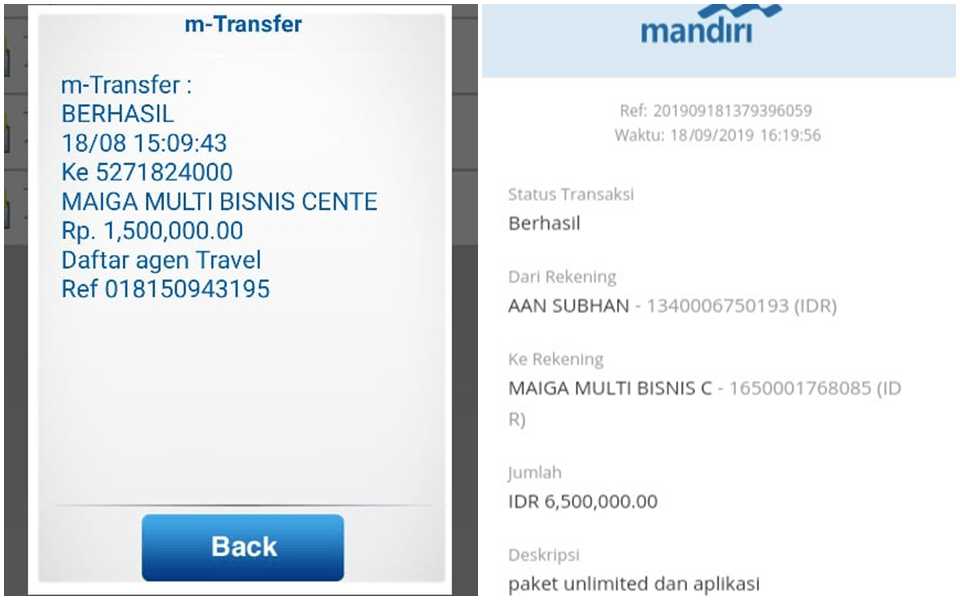 m-Transfer
m-Transfer :
BERHASIL
18/08 15:09:43
Ke 5271824000
MAIGA MULTI BISNIS CENTE
Rp. 1,500,000.00
Daftar agen Travel
Ref 018150943195
Back
mandiri
Ref: 201909181379396059
Waktu: 18/09/2019 16:19:56
Status Transaksi
Berhasil
Dari Rekening
AAN SUBHAN - 1340006750193 (IDR)
Ke Rekening
MAIGA MULTI BISNIS C - 1650001768085 (ID
R)
Jumlah
IDR 6,500,000.00
Deskripsi
paket unlimited dan aplikasi